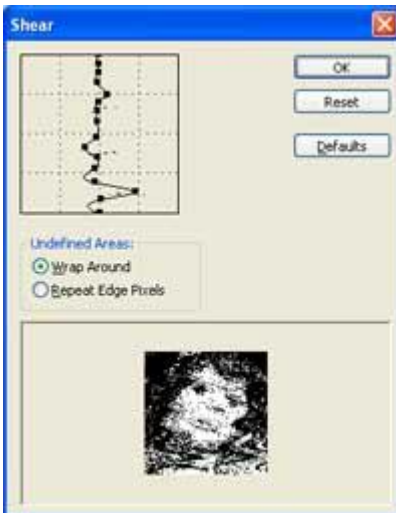 Shear
OK
Reset
Defaults
Undefined Areas:
Wrap Around
Repeat Edge Pixels